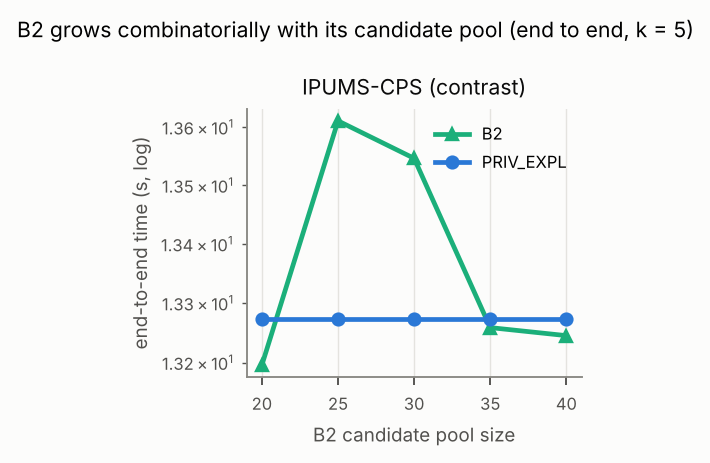 B2 grows combinatorially with its candidate pool (end to end, k = 5)
IPUMS-CPS (contrast)
B2
PRIV_EXPL
end-to-end time (s, log)
1.36 × 10¹
1.35 × 10¹
1.34 × 10¹
1.33 × 10¹
1.32 × 10¹
20 25 30 35 40
B2 candidate pool size